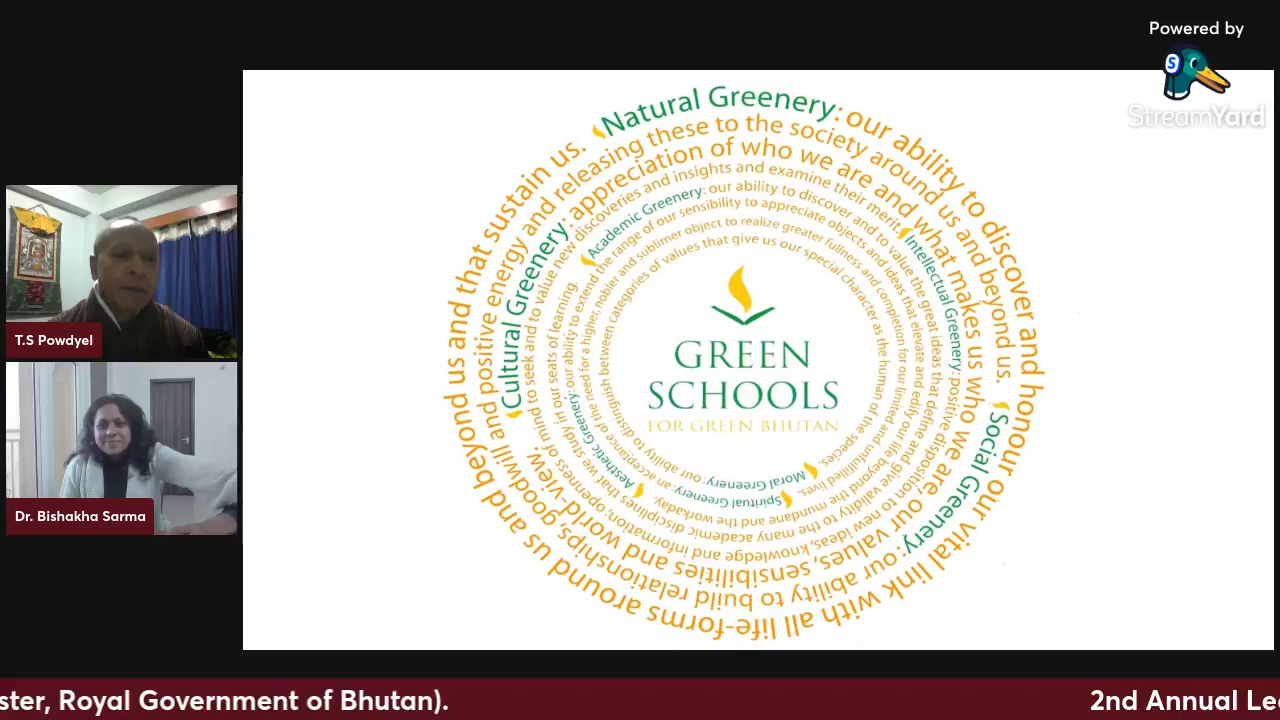 Powered by
S
StreamYard
Natural Greenery: our ability to discover and honour our vital link with all life-forms around us and beyond us and that sustain us.
Social Greenery: our ability to build relationships, goodwill and positive energy and releasing these to the society around us and beyond us.
Cultural Greenery: appreciation of who we are and what makes us who we are, our values, sensibilities and world-view.
Intellectual Greenery: positive disposition to new ideas, knowledge and information, openness of mind to seek and to value new discoveries and insights and examine their merit.
Academic Greenery: our ability to discover and to value the great ideas that define and give validity to the many academic disciplines that we study in our seats of learning.
Aesthetic Greenery: our ability to extend the range of our sensibility to appreciate objects and ideas that elevate and edify our life beyond the mundane and the workaday.
Spiritual Greenery: an acceptance of the need for a higher, nobler and sublimer object to realize greater fullness and completion for our limited and unfulfilled lives.
Moral Greenery: our ability to distinguish between categories of values that give us our special character as the human of the species.
GREEN
SCHOOLS
FOR GREEN BHUTAN
T.S Powdyel
Dr. Bishakha Sarma
ster, Royal Government of Bhutan). 2nd Annual Le